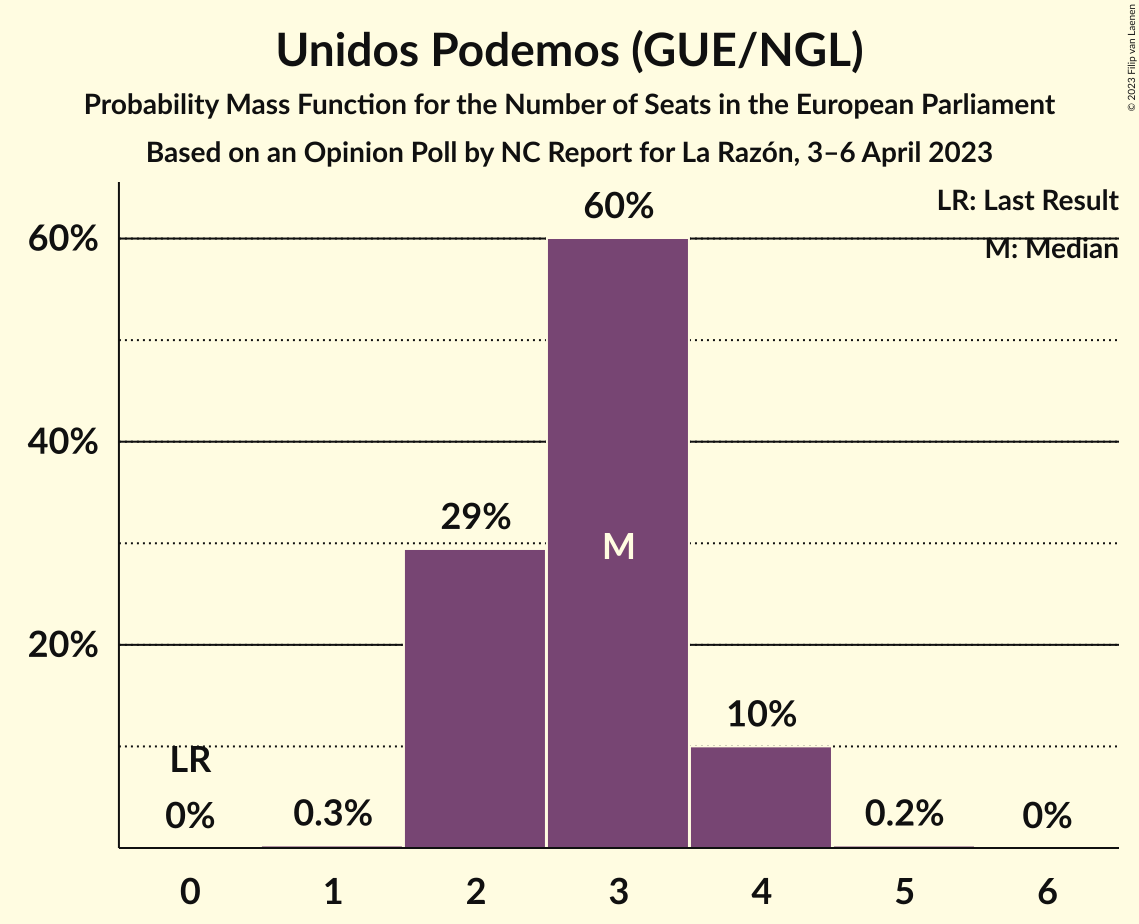 Unidos Podemos (GUE/NGL)
Probability Mass Function for the Number of Seats in the European Parliament
Based on an Opinion Poll by NC Report for La Razón, 3–6 April 2023
© 2023 Filip van Laenen
LR: Last Result
M: Median
60%
40%
20%
LR
0%
0.3%
29%
60%
M
10%
0.2%
0%
0 1 2 3 4 5 6